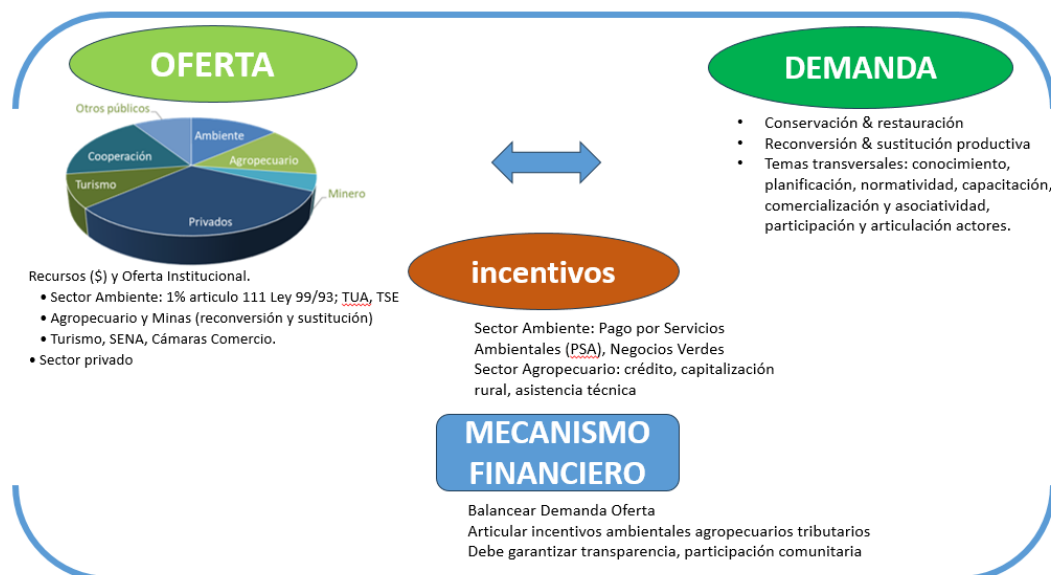 OFERTA
Otros públicos
Ambiente
Cooperación
Agropecuario
Turismo
Minero
Privados
Recursos ($) y Oferta Institucional.
• Sector Ambiente: 1% articulo 111 Ley 99/93; TUA, TSE
• Agropecuario y Minas (reconversión y sustitución)
• Turismo, SENA, Cámaras Comercio.
• Sector privado
DEMANDA
• Conservación & restauración
• Reconversión & sustitución productiva
• Temas transversales: conocimiento,
planificación, normatividad, capacitación,
comercialización y asociatividad,
participación y articulación actores.
incentivos
Sector Ambiente: Pago por Servicios
Ambientales (PSA), Negocios Verdes
Sector Agropecuario: crédito, capitalización
rural, asistencia técnica
MECANISMO
FINANCIERO
Balancear Demanda Oferta
Articular incentivos ambientales agropecuarios tributarios
Debe garantizar transparencia, participación comunitaria